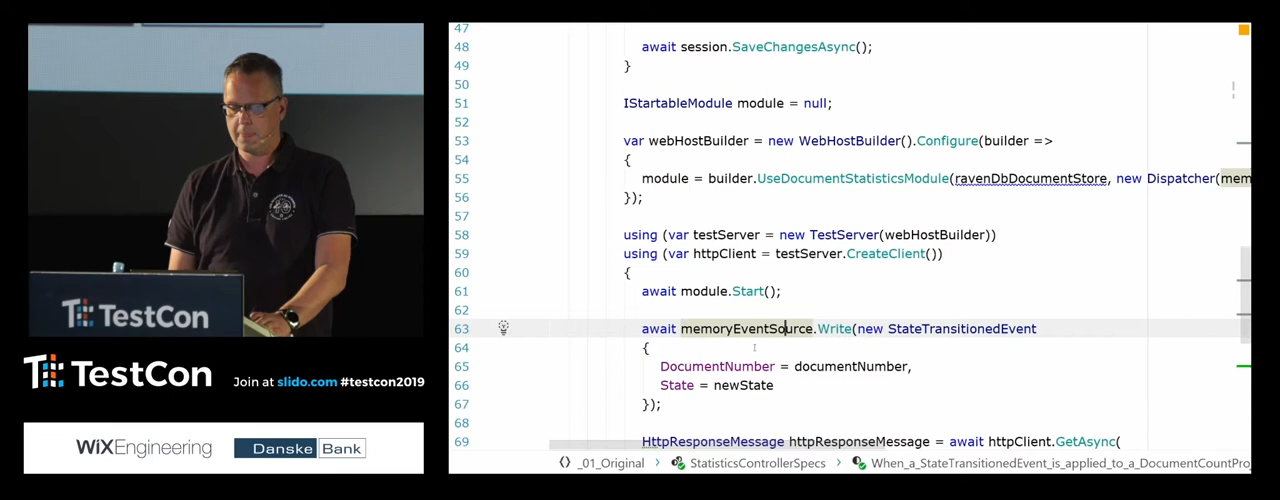 TestCon
TestCon
Join at slido.com #testcon2019
WiXEngineering
Danske Bank
47
48 await session.SaveChangesAsync();
49 }
50
51 IStartableModule module = null;
52
53 var webHostBuilder = new WebHostBuilder().Configure(builder =>
54 {
55 module = builder.UseDocumentStatisticsModule(ravenDbDocumentStore, new Dispatcher(mem
56 });
57
58 using (var testServer = new TestServer(webHostBuilder))
59 using (var httpClient = testServer.CreateClient())
60 {
61 await module.Start();
62
63 await memoryEventSource.Write(new StateTransitionedEvent
64 {
65 DocumentNumber = documentNumber,
66 State = newState
67 });
68
69 HttpResponseMessage httpResponseMessage = await httpClient.GetAsync(
_01_Original > StatisticsControllerSpecs > When_a_StateTransitionedEvent_is_applied_to_a_DocumentCountProj